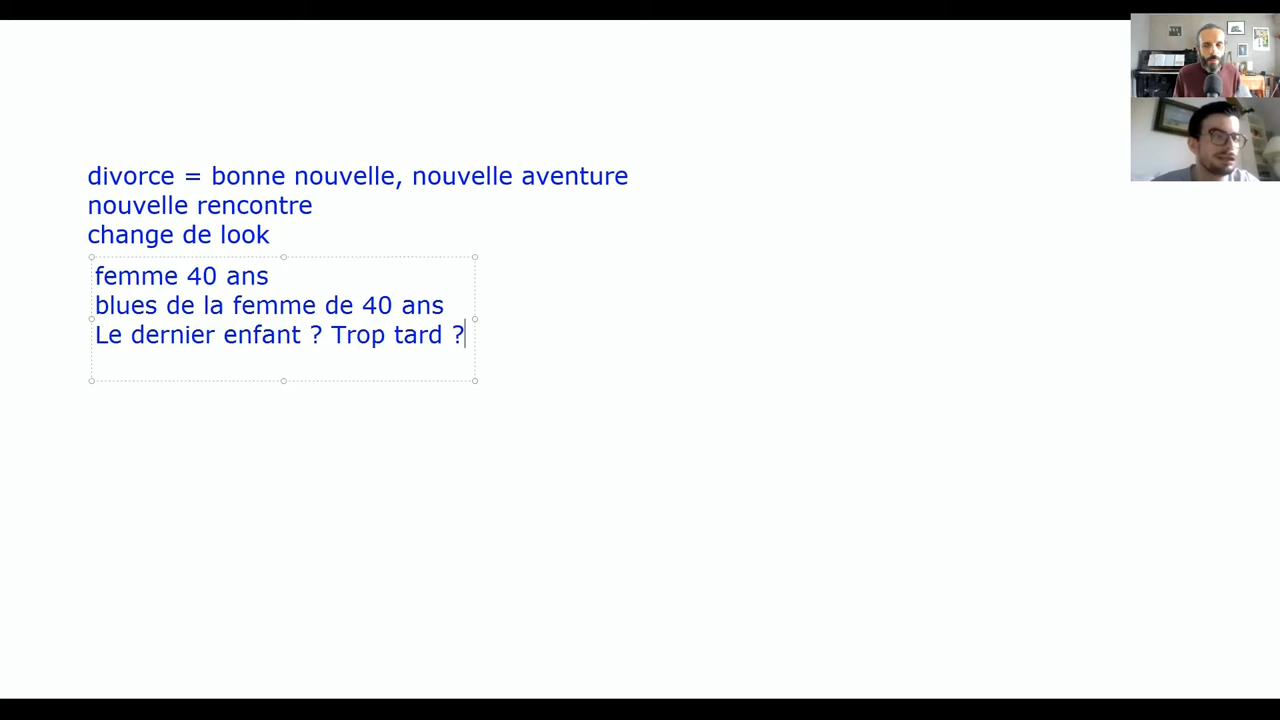 divorce = bonne nouvelle, nouvelle aventure
nouvelle rencontre
change de look
femme 40 ans
blues de la femme de 40 ans
Le dernier enfant ? Trop tard ?